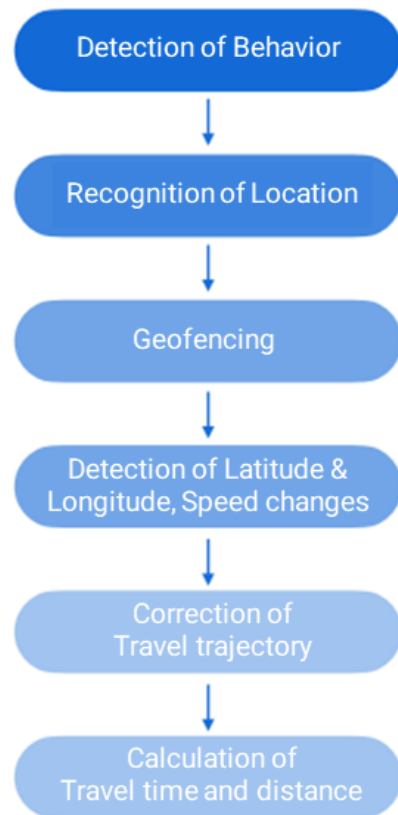 Detection of Behavior
Recognition of Location
Geofencing
Detection of Latitude &
Longitude, Speed changes
Correction of
Travel trajectory
Calculation of
Travel time and distance